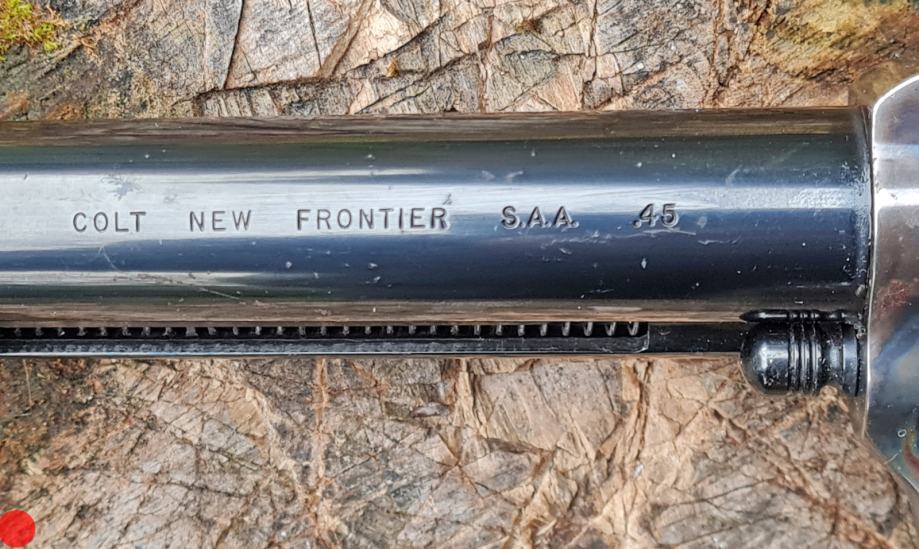 COLT NEW FRONTIER S.A.A. .45